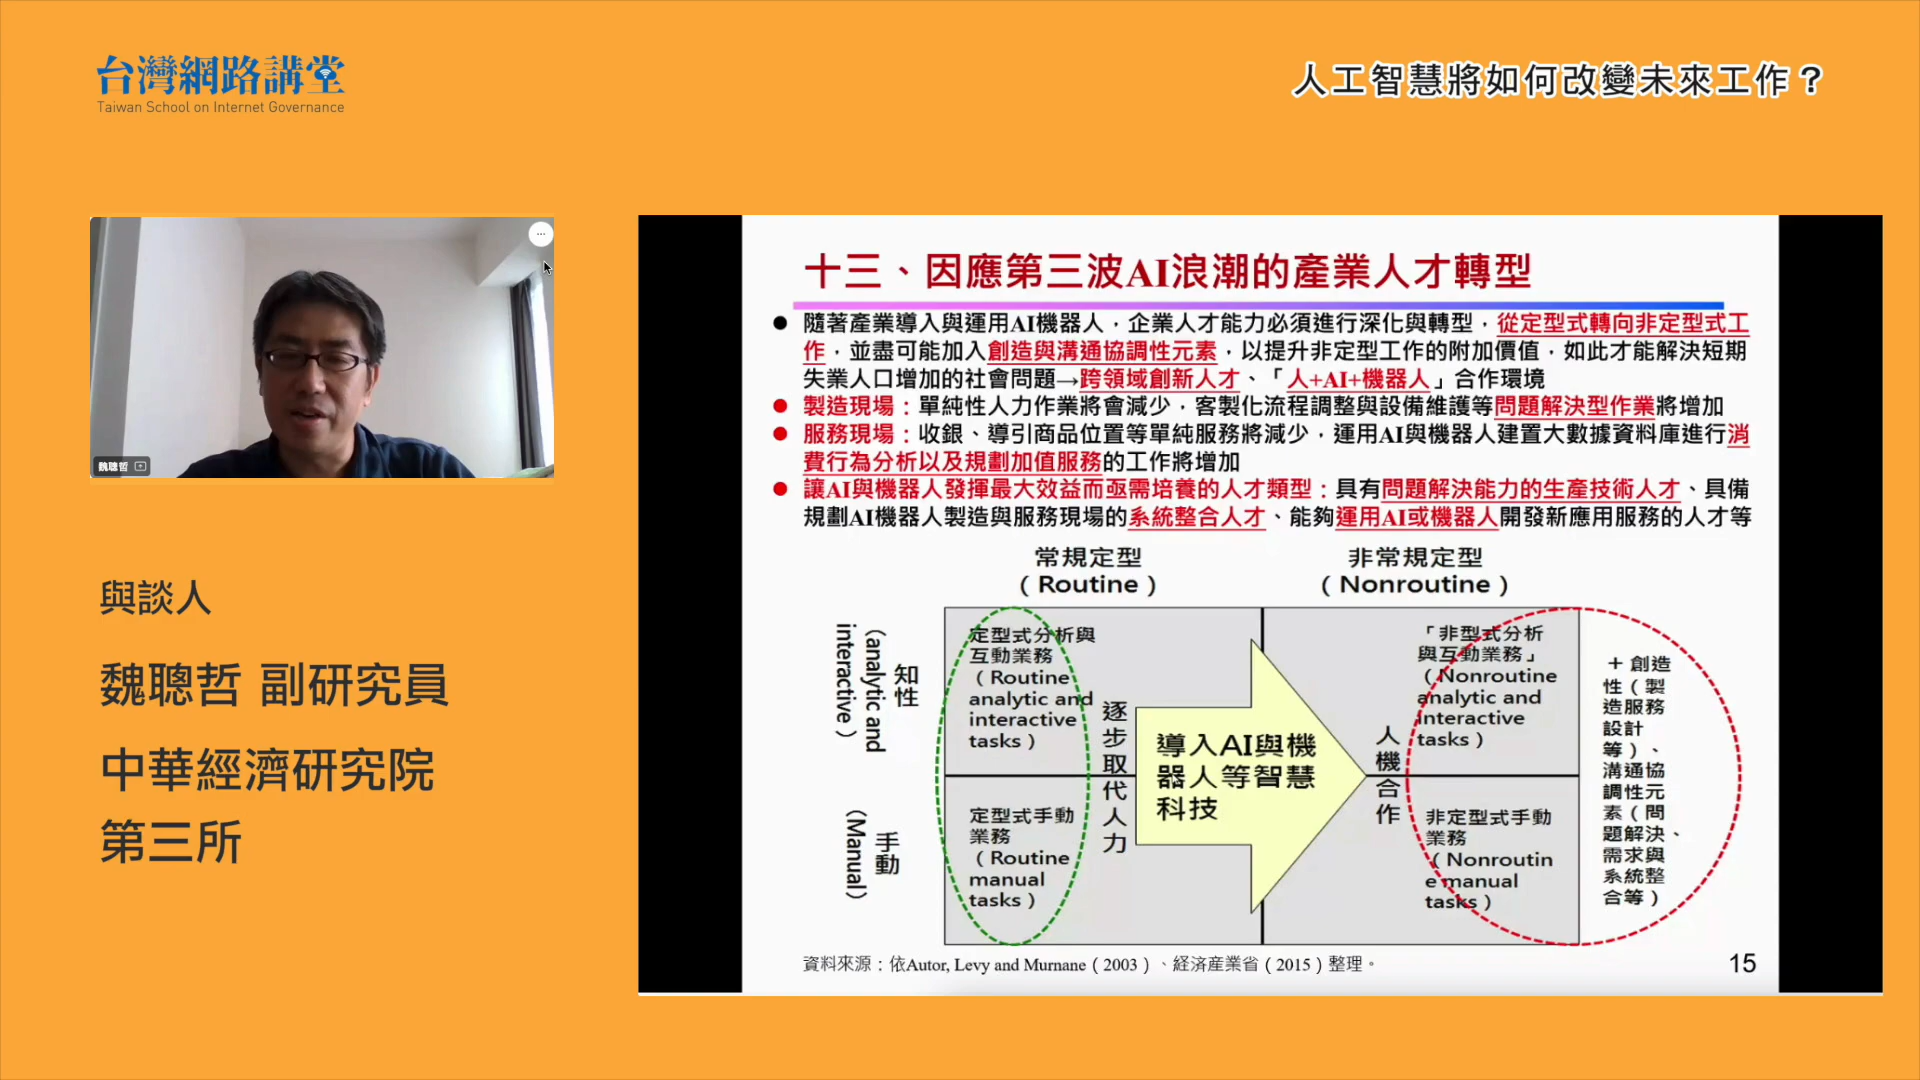 台灣網路講堂
Taiwan School on Internet Governance
人工智慧將如何改變未來工作？
魏聰哲
與談人
魏聰哲 副研究員
中華經濟研究院
第三所
十三、因應第三波AI浪潮的產業人才轉型
● 隨著產業導入與運用AI機器人，企業人才能力必須進行深化與轉型，從定型式轉向非定型式工
作，並盡可能加入創造與溝通協調性元素，以提升非定型工作的附加價值，如此才能解決短期
失業人口增加的社會問題→跨領域創新人才、「人+AI+機器人」合作環境
● 製造現場：單純性人力作業將會減少，客製化流程調整與設備維護等問題解決型作業將增加
● 服務現場：收銀、導引商品位置等單純服務將減少，運用AI與機器人建置大數據資料庫進行消
費行為分析以及規劃加值服務的工作將增加
● 讓AI與機器人發揮最大效益而亟需培養的人才類型：具有問題解決能力的生產技術人才、具備
規劃AI機器人製造與服務現場的系統整合人才、能夠運用AI或機器人開發新應用服務的人才等
常規定型
（Routine）
非常規定型
（Nonroutine）
知性
（analytic and
interactive）
手動
（Manual）
定型式分析與
互動業務
（Routine
analytic and
interactive
tasks）
定型式手動
業務
（Routine
manual
tasks）
逐步取代人力
導入AI與機
器人等智慧
科技
人機合作
「非型式分析
與互動業務」
（Nonroutine
analytic and
interactive
tasks）
非定型式手動
業務
（Nonroutin
e manual
tasks）
＋創造
性（製
造服務
設計
等）、
溝通協
調性元
素（問
題解決、
需求與
系統整
合等）
資料來源：依Autor, Levy and Murnane（2003）、経済産業省（2015）整理。
15